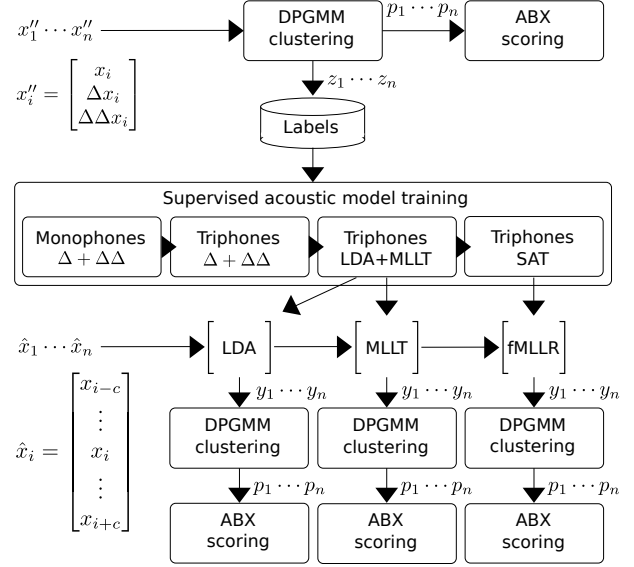 x''_1 ⋯ x''_n
DPGMM
clustering
p_1 ⋯ p_n
ABX
scoring
x''_i = [x_i
Δx_i
ΔΔx_i]
z_1 ⋯ z_n
Labels
Supervised acoustic model training
Monophones
Δ + ΔΔ
Triphones
Δ + ΔΔ
Triphones
LDA+MLLT
Triphones
SAT
x̂_1 ⋯ x̂_n
[LDA]
[MLLT]
[fMLLR]
y_1 ⋯ y_n
y_1 ⋯ y_n
y_1 ⋯ y_n
x̂_i = [x_{i−c}
⋮
x_i
⋮
x_{i+c}]
DPGMM
clustering
DPGMM
clustering
DPGMM
clustering
p_1 ⋯ p_n
p_1 ⋯ p_n
p_1 ⋯ p_n
ABX
scoring
ABX
scoring
ABX
scoring